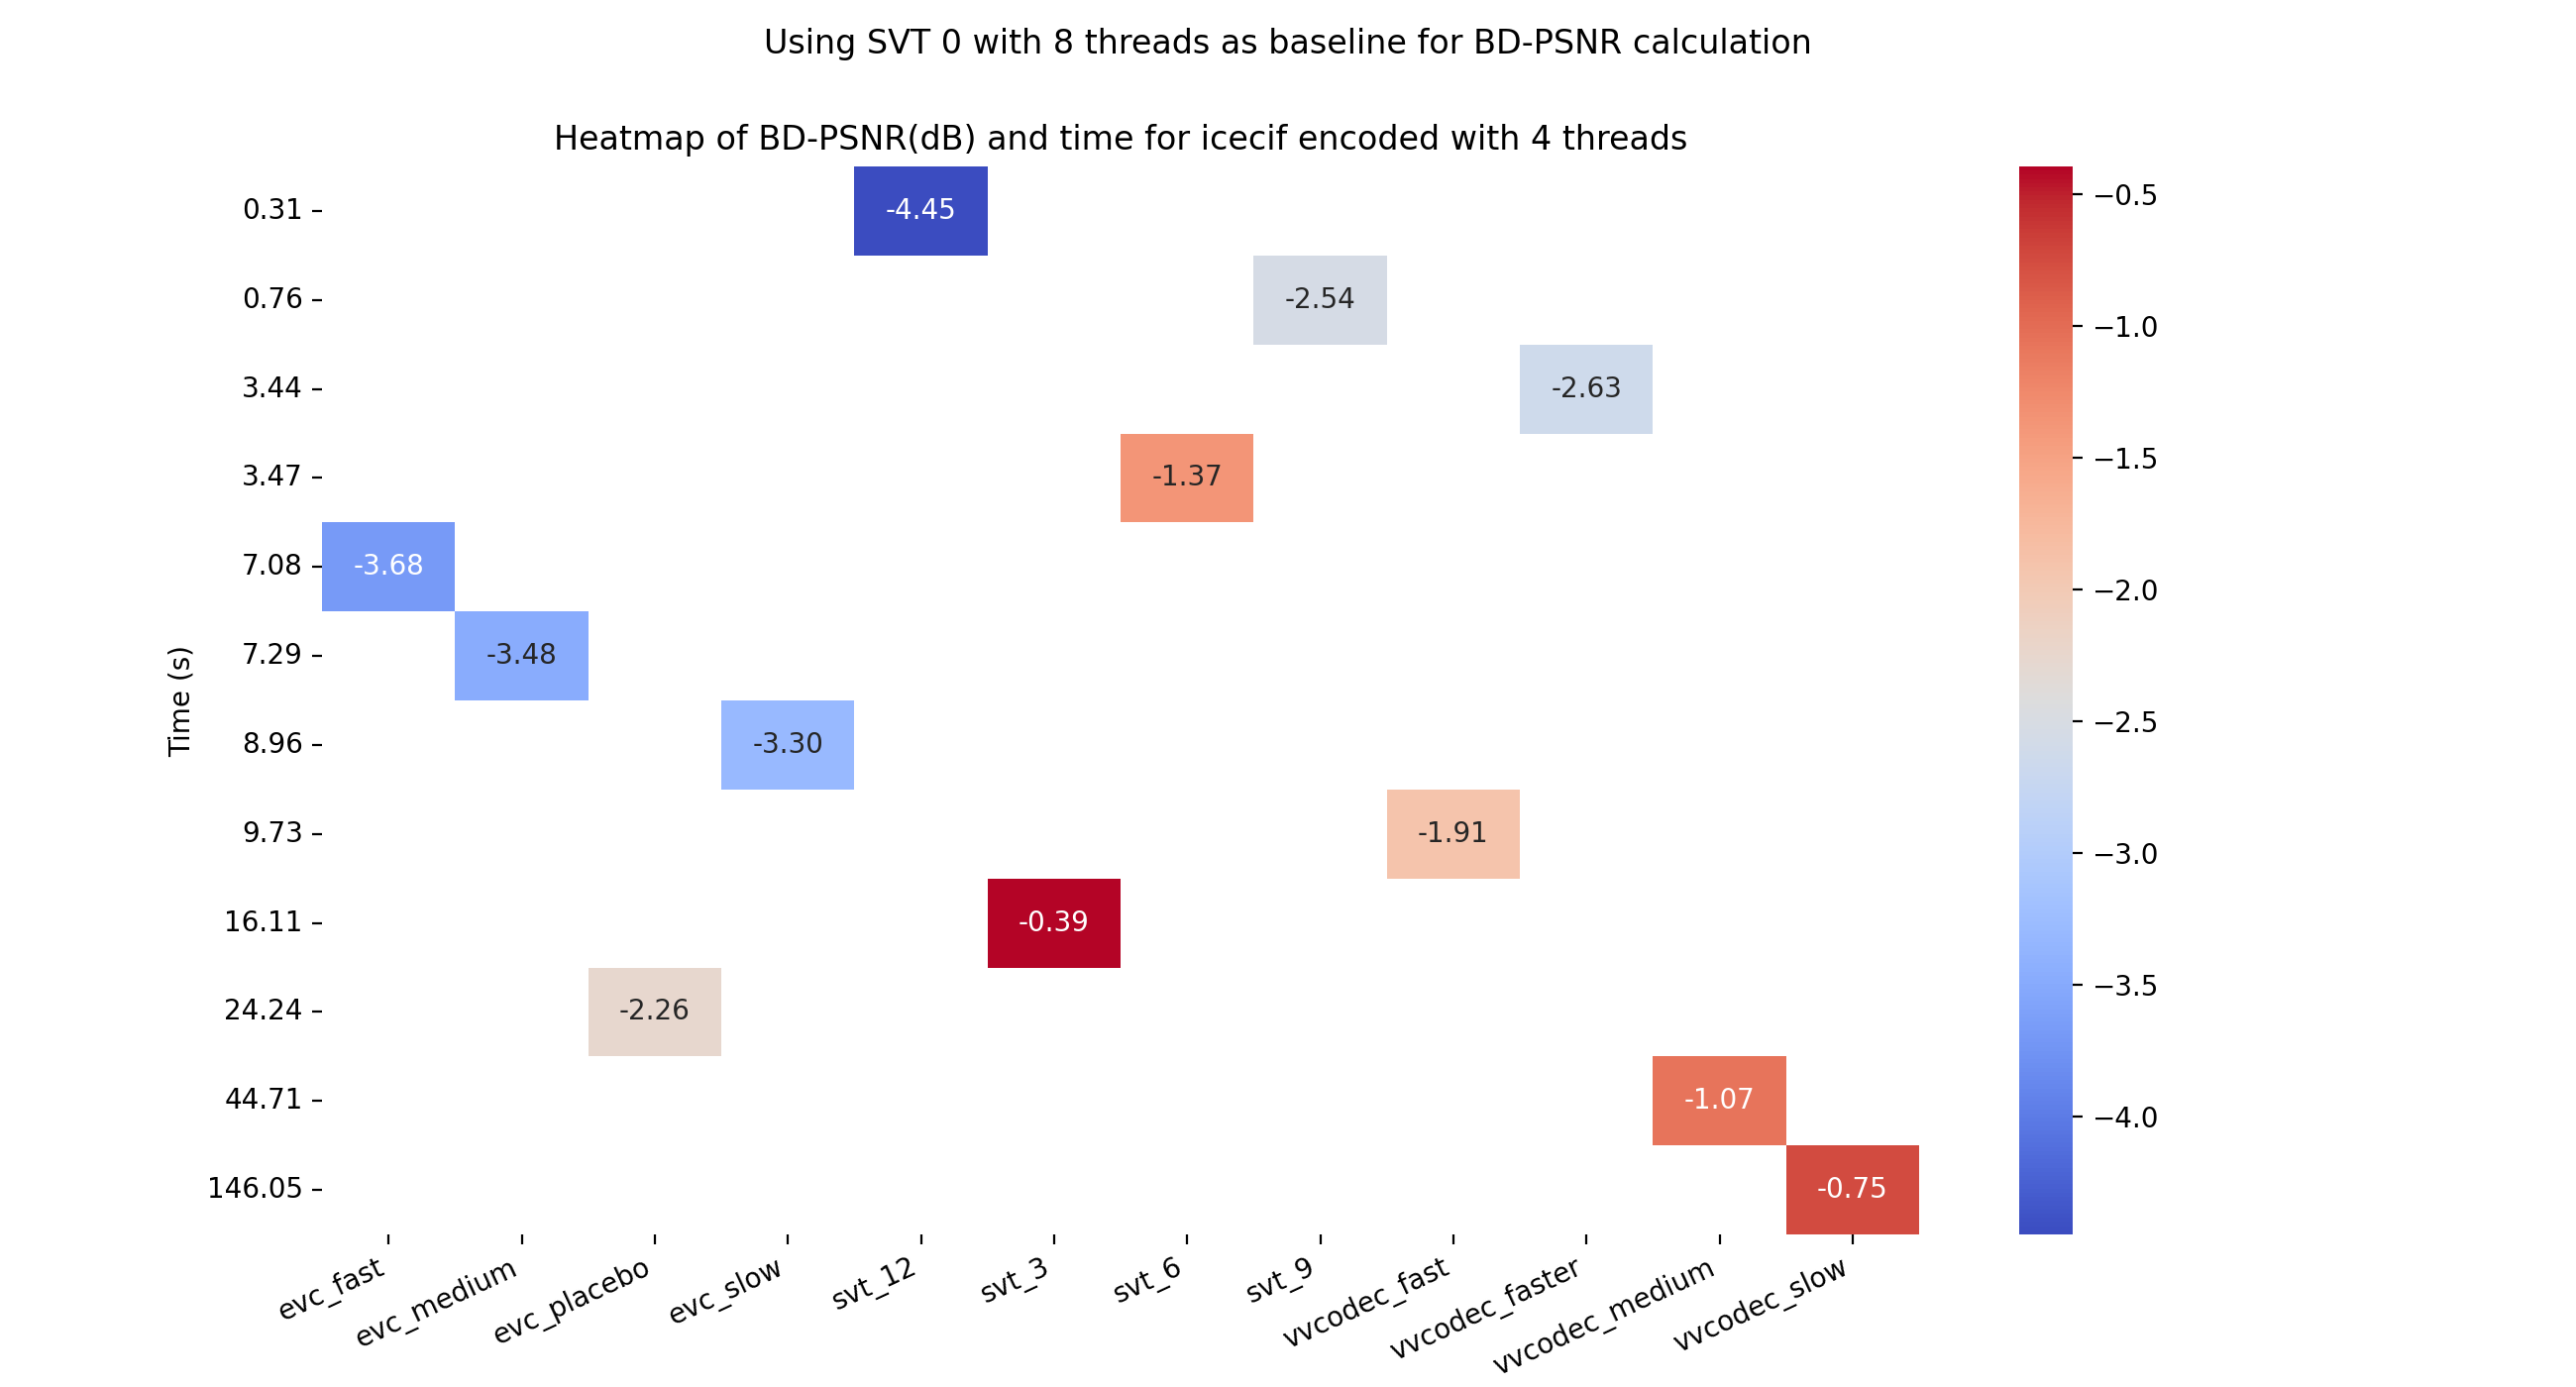 Using SVT 0 with 8 threads as baseline for BD-PSNR calculation
Heatmap of BD-PSNR(dB) and time for icecif encoded with 4 threads
Time (s)
0.31
0.76
3.44
3.47
7.08
7.29
8.96
9.73
16.11
24.24
44.71
146.05
-4.45
-2.54
-2.63
-1.37
-3.68
-3.48
-3.30
-1.91
-0.39
-2.26
-1.07
-0.75
evc_fast
evc_medium
evc_placebo
evc_slow
svt_12
svt_3
svt_6
svt_9
vvcodec_fast
vvcodec_faster
vvcodec_medium
vvcodec_slow
−0.5
−1.0
−1.5
−2.0
−2.5
−3.0
−3.5
−4.0